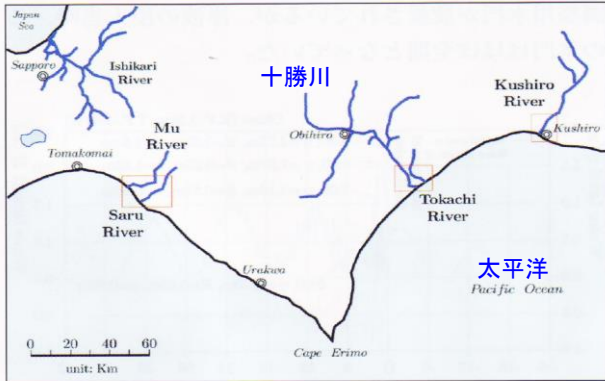 Japan
Sea
Sapporo
Ishikari
River
十勝川
Kushiro
River
Mu
River
Obihiro
Kushiro
Tomakomai
Saru
River
Tokachi
River
Urakwa
太平洋
Pacific Ocean
0 20 40 60
unit: Km
Cape Erimo